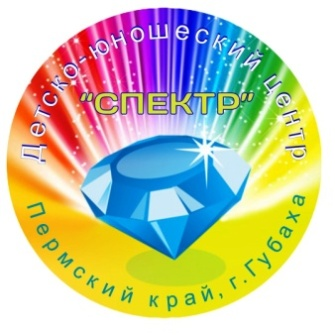 Детско-юношеский центр
"СПЕКТР"
Пермский край, г.Губаха